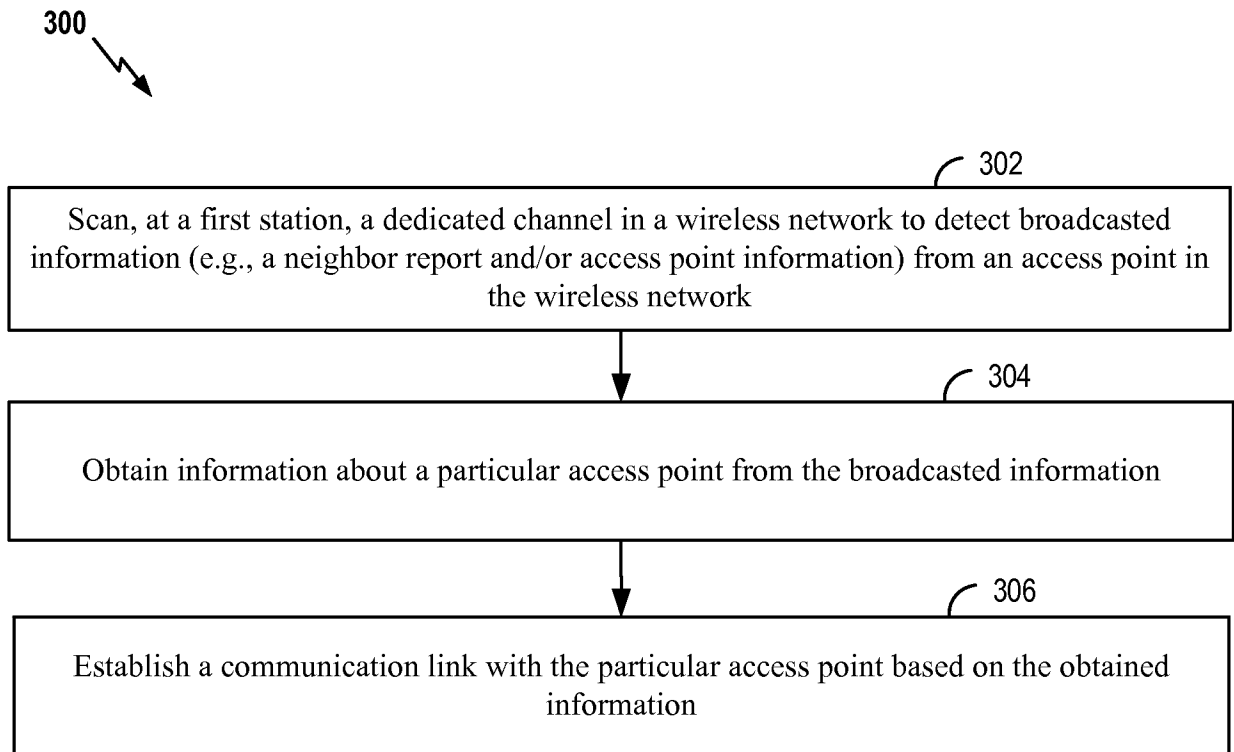 300
302
Scan, at a first station, a dedicated channel in a wireless network to detect broadcasted
information (e.g., a neighbor report and/or access point information) from an access point in
the wireless network
304
Obtain information about a particular access point from the broadcasted information
306
Establish a communication link with the particular access point based on the obtained
information